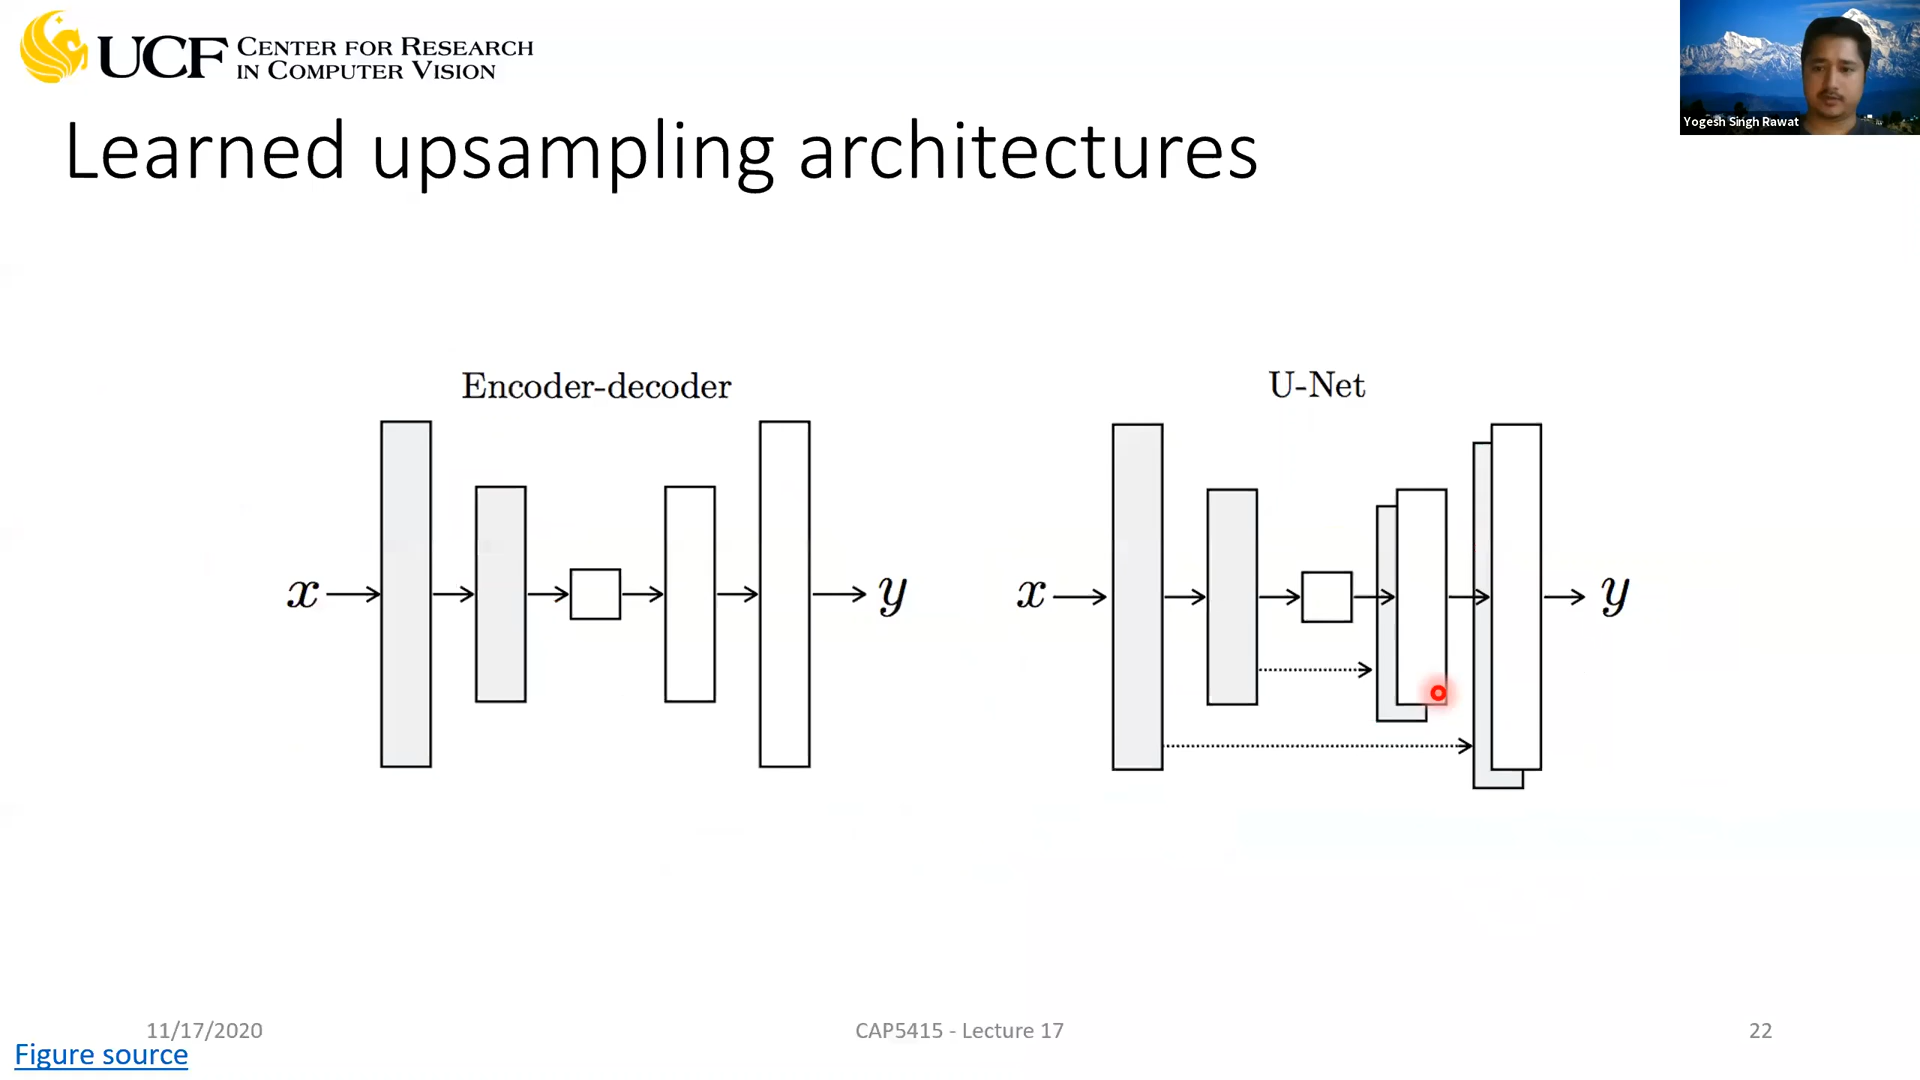 UCF CENTER FOR RESEARCH
IN COMPUTER VISION
Yogesh Singh Rawat
Learned upsampling architectures
Encoder-decoder
x
y
U-Net
x
y
11/17/2020
CAP5415 - Lecture 17
22
Figure source